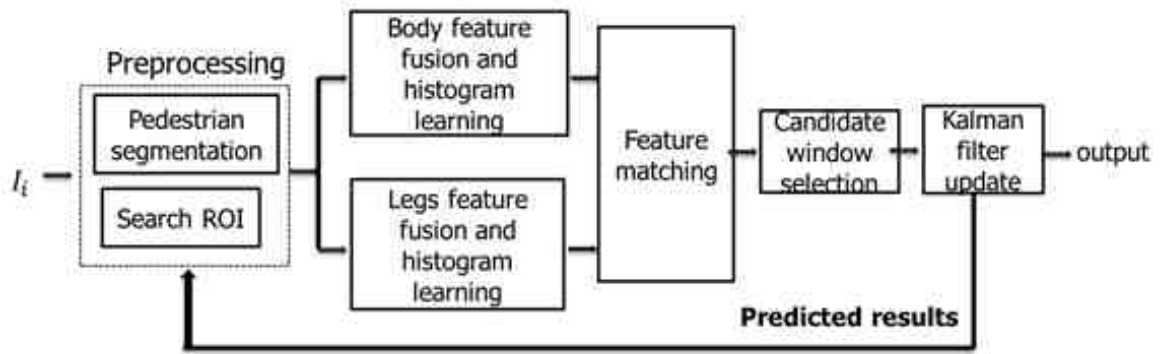 Preprocessing
Pedestrian
segmentation
Search ROI
I_i
Body feature
fusion and
histogram
learning
Legs feature
fusion and
histogram
learning
Feature
matching
Candidate
window
selection
Kalman
filter
update
output
Predicted results